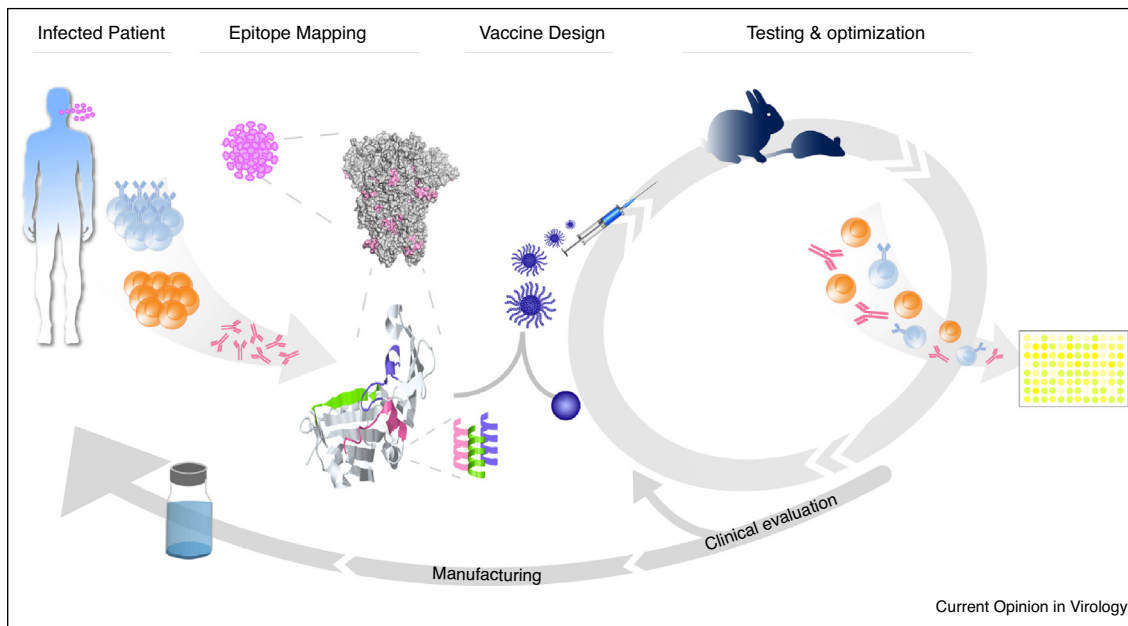 Infected Patient
Epitope Mapping
Vaccine Design
Testing & optimization
Clinical evaluation
Manufacturing
Current Opinion in Virology